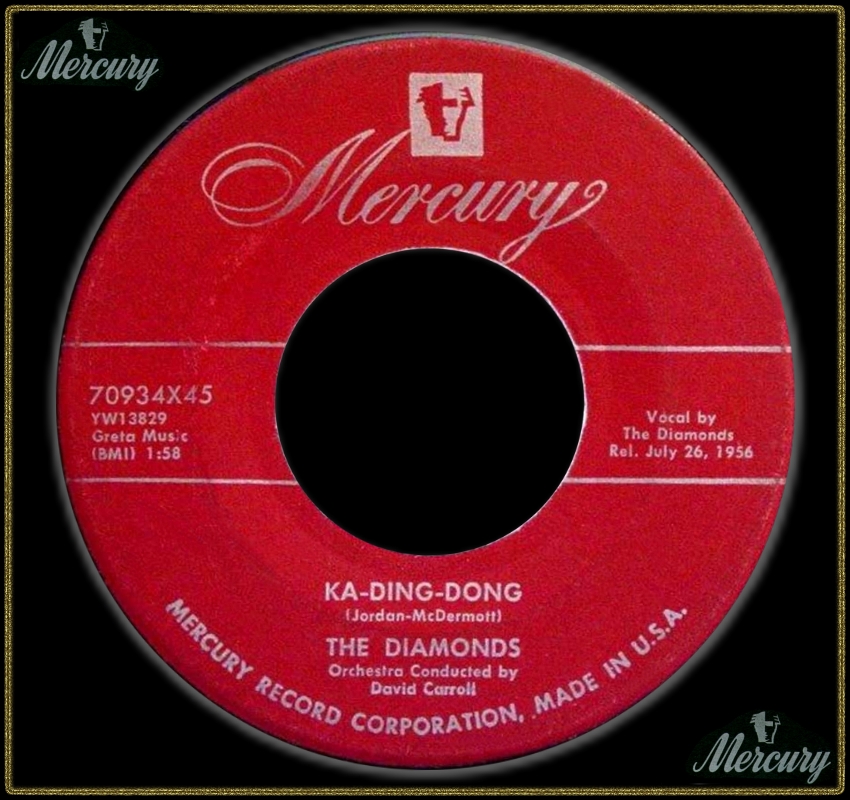 Mercury
Mercury
70934X45
YW13829
Greta Music
(BMI) 1:58
Vocal by
The Diamonds
Rel. July 26, 1956
KA-DING-DONG
(Jordan-McDermott)
THE DIAMONDS
Orchestra Conducted by
David Carroll
MERCURY RECORD CORPORATION, MADE IN U.S.A.
Mercury